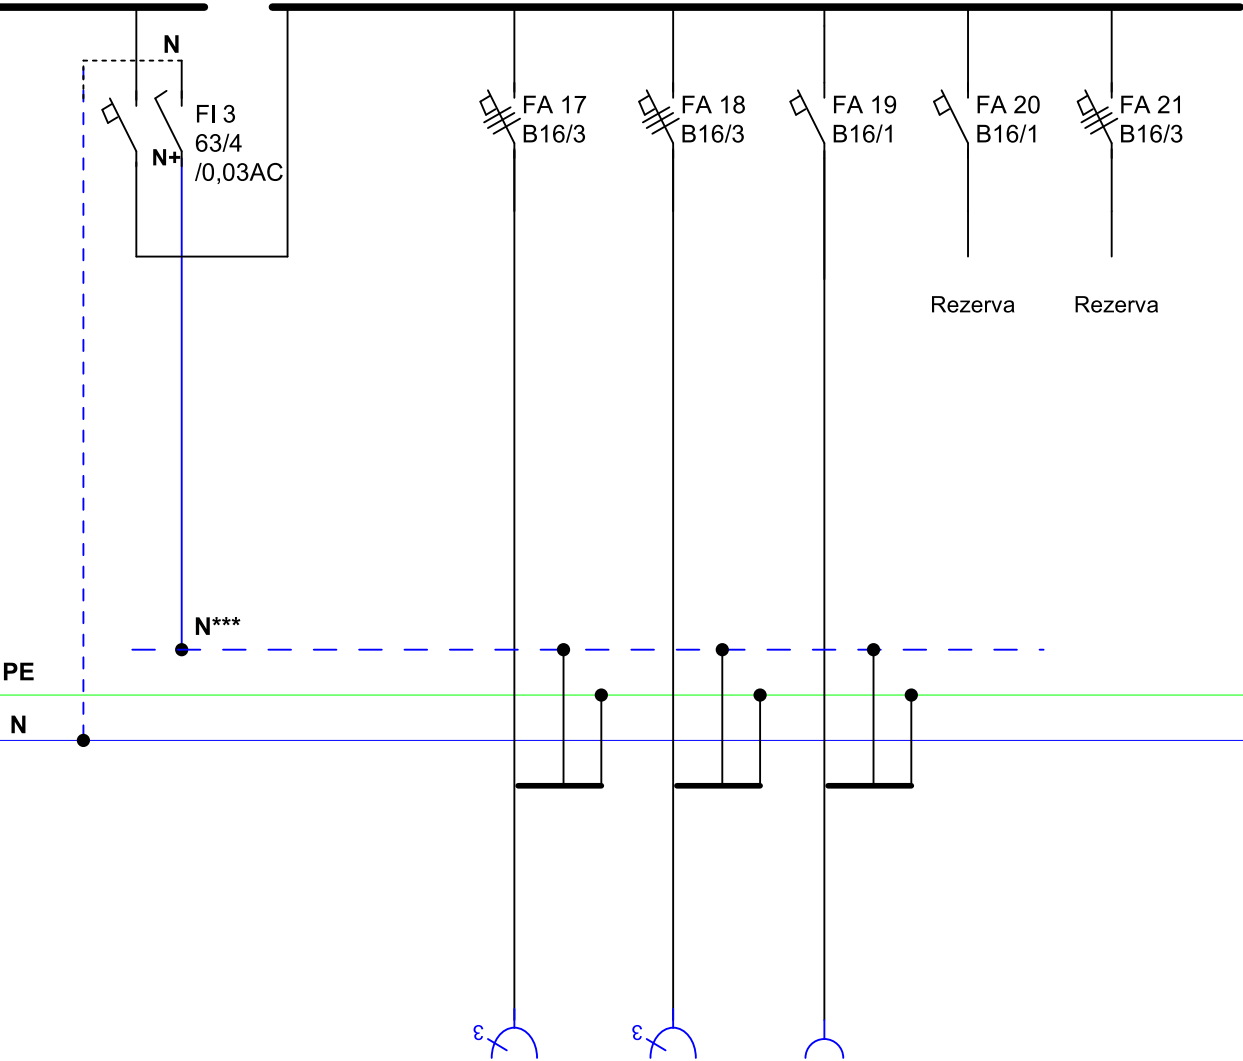 N
FI 3
63/4
/0,03AC
N+
FA 17
B16/3
FA 18
B16/3
FA 19
B16/1
FA 20
B16/1
FA 21
B16/3
Rezerva
Rezerva
N***
PE
N
3
3